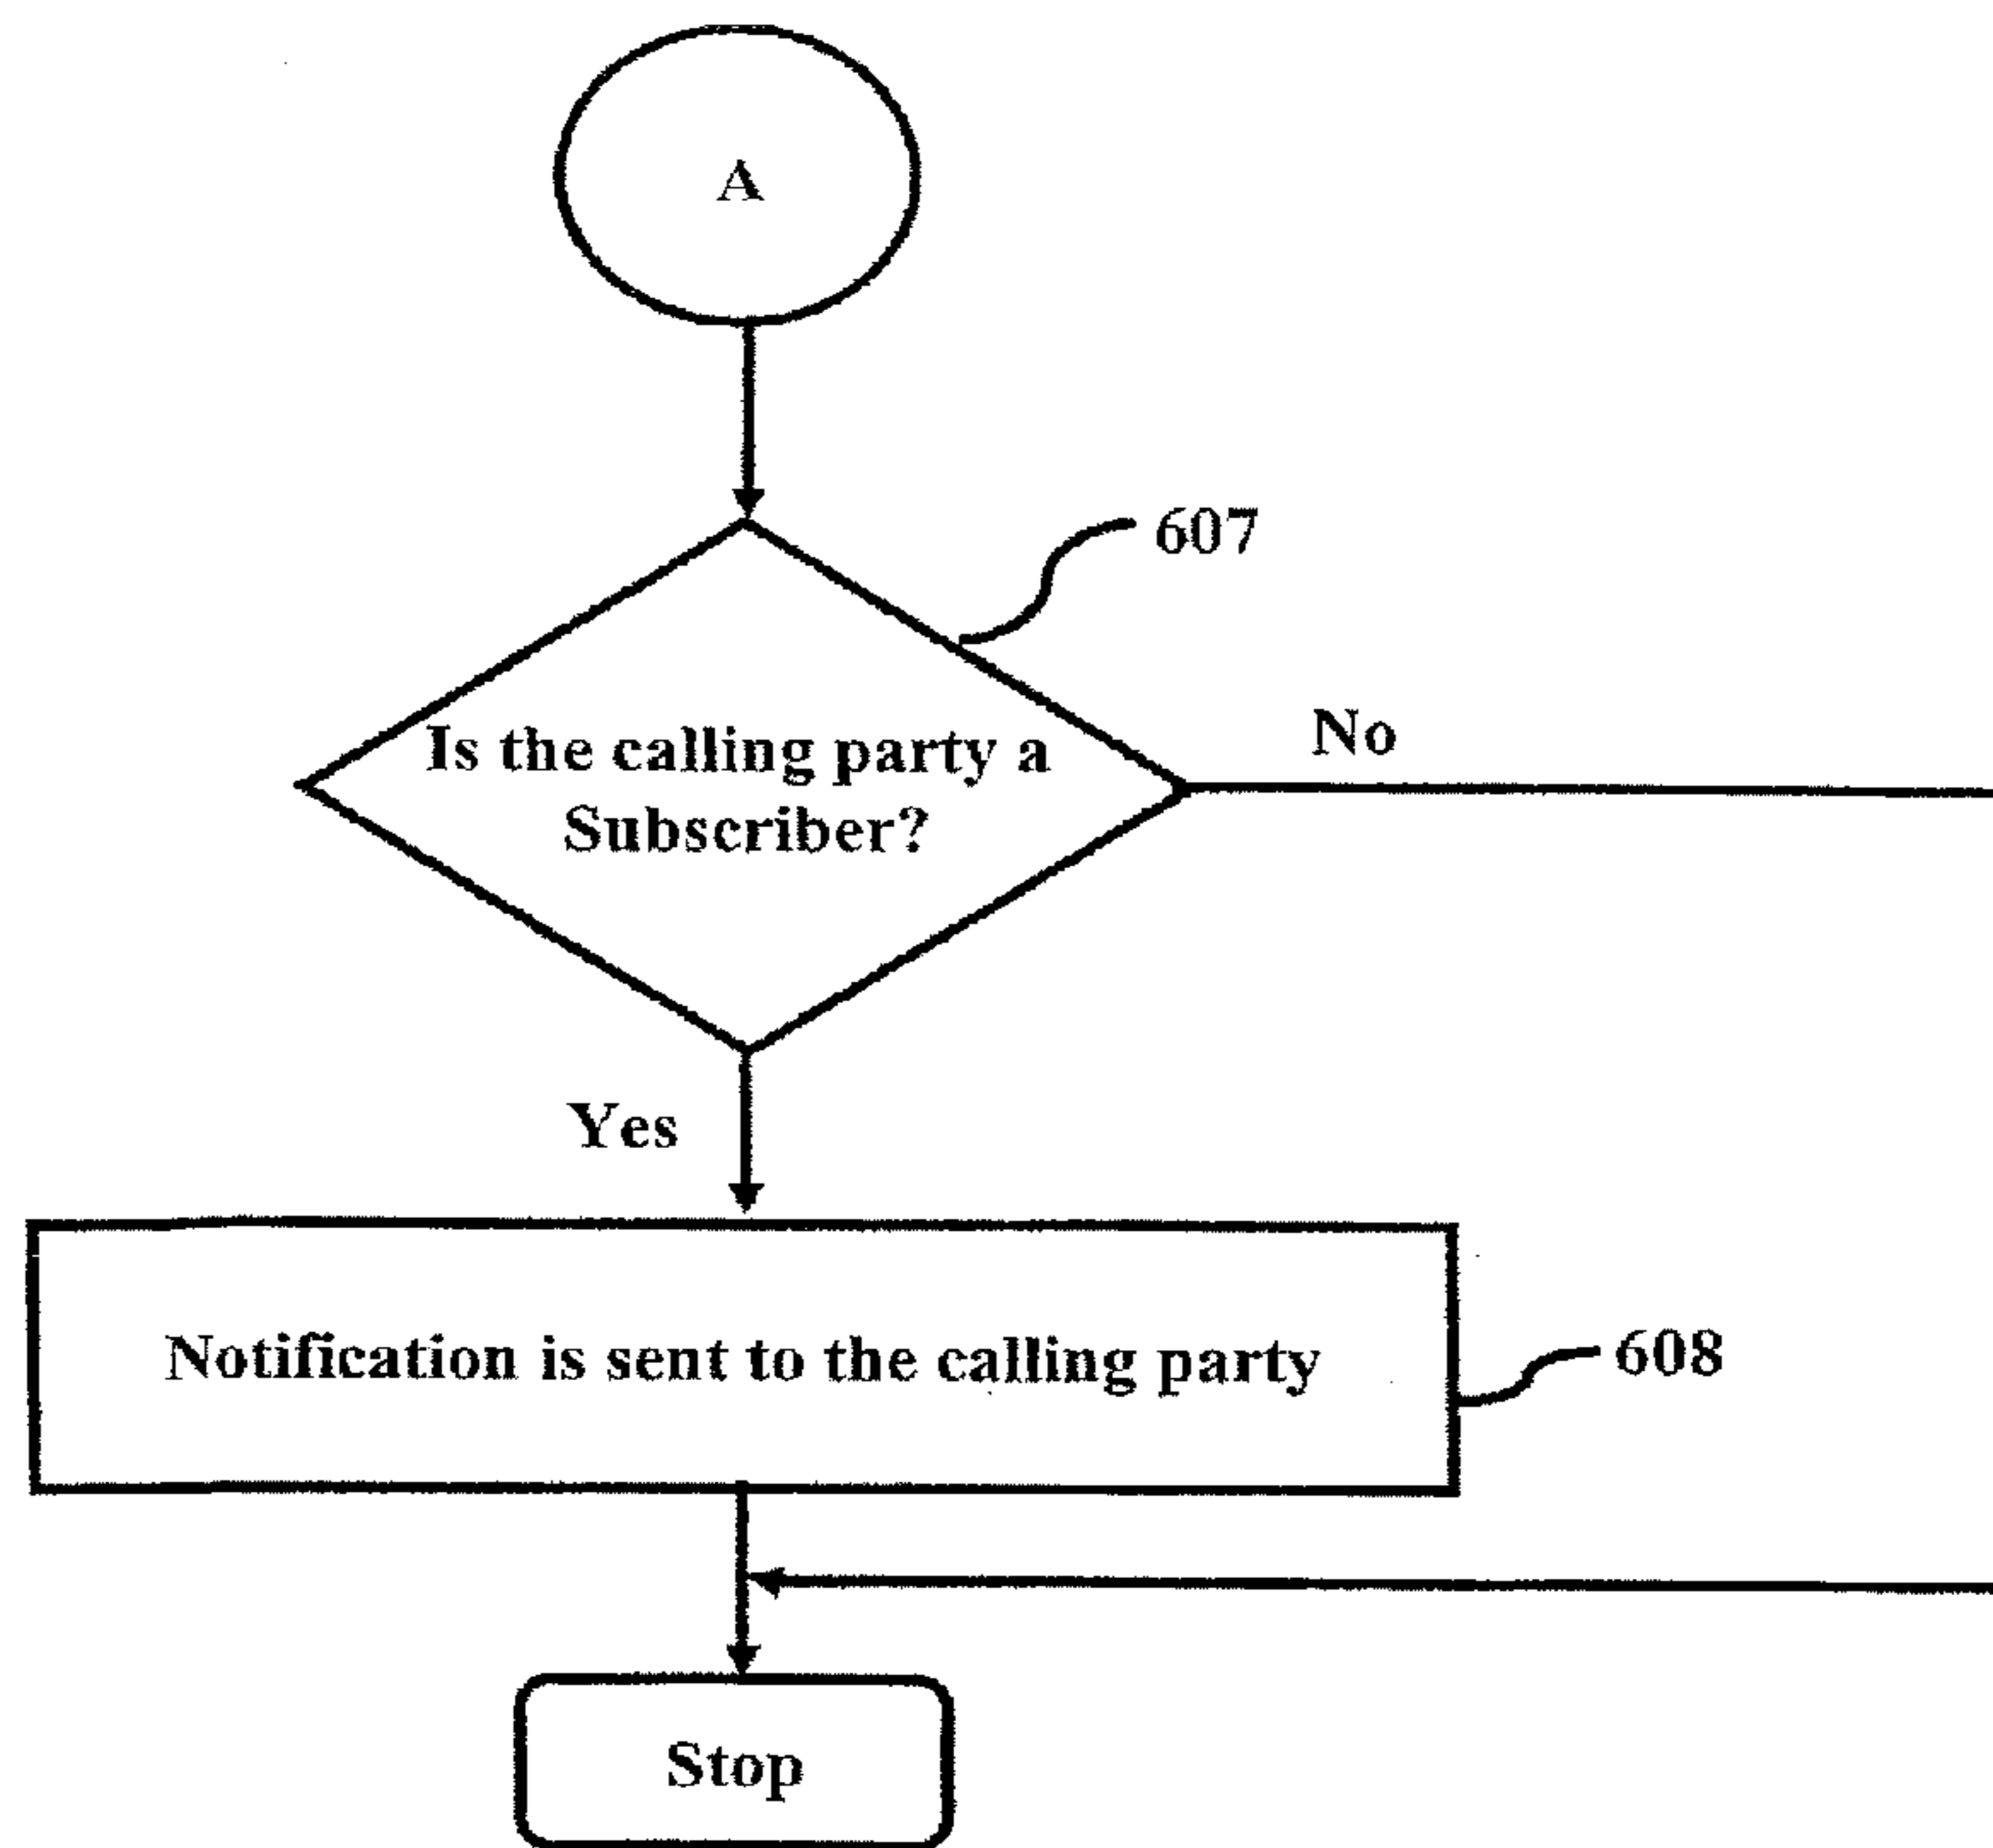 A
607
Is the calling party a
Subscriber?
No
Yes
Notification is sent to the calling party
608
Stop